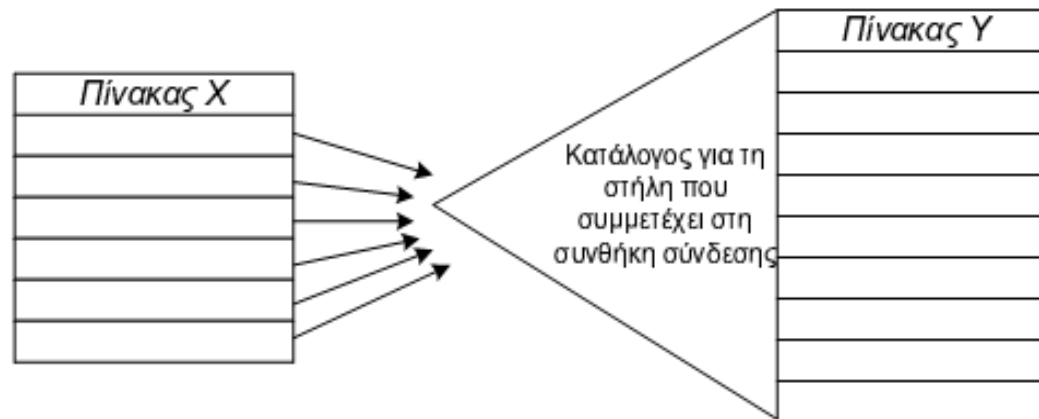 Πίνακας X
Κατάλογος για τη
στήλη που
συμμετέχει στη
συνθήκη σύνδεσης
Πίνακας Y